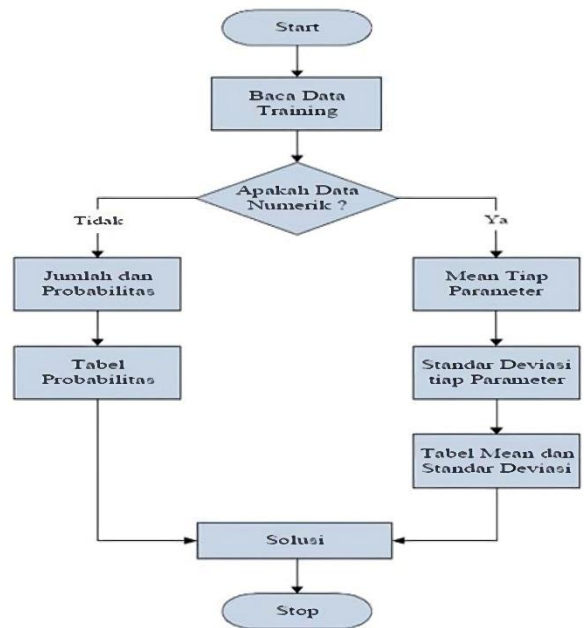 Start
Baca Data
Training
Apakah Data
Numerik ?
Tidak
Ya
Jumlah dan
Probabilitas
Mean Tiap
Parameter
Tabel
Probabilitas
Standar Deviasi
tiap Parameter
Tabel Mean dan
Standar Deviasi
Solusi
Stop